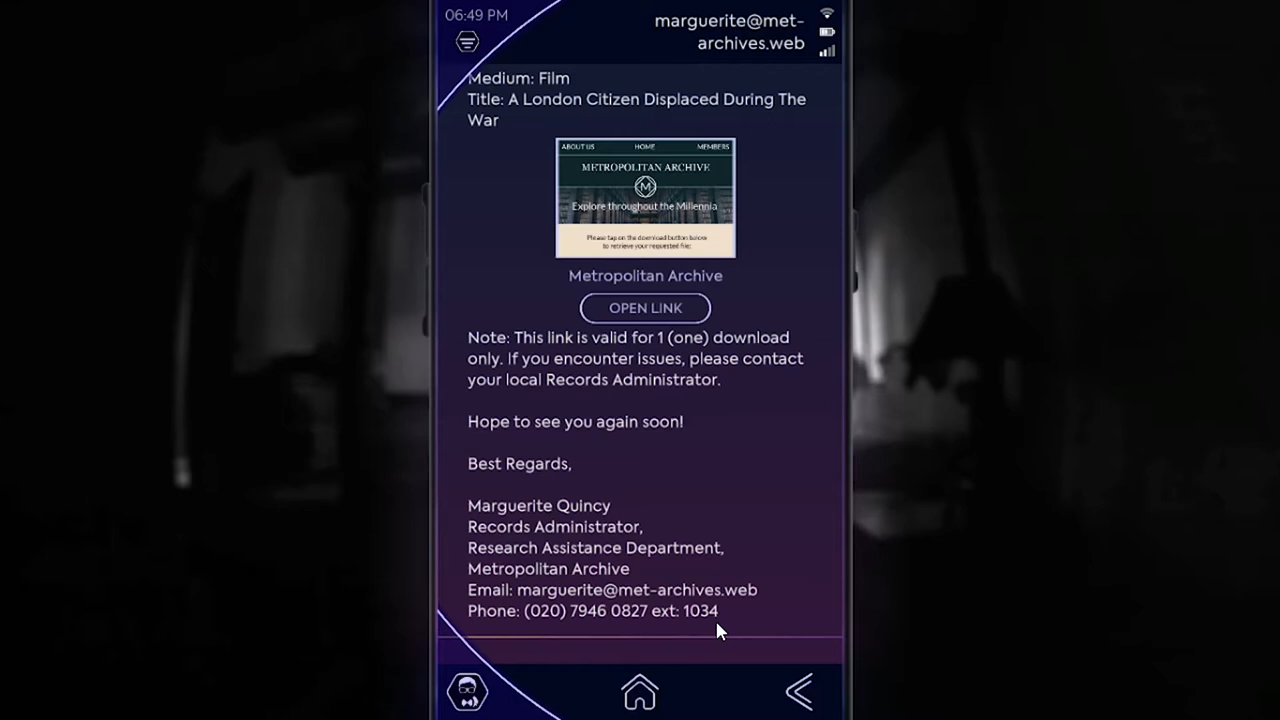 06:49 PM
marguerite@met-
archives.web
Medium: Film
Title: A London Citizen Displaced During The
War
ABOUT US HOME MEMBERS
METROPOLITAN ARCHIVE
M
Explore throughout the Millennia
Please tap on the download button below
to retrieve your requested file:
Metropolitan Archive
OPEN LINK
Note: This link is valid for 1 (one) download
only. If you encounter issues, please contact
your local Records Administrator.
Hope to see you again soon!
Best Regards,
Marguerite Quincy
Records Administrator,
Research Assistance Department,
Metropolitan Archive
Email: marguerite@met-archives.web
Phone: (020) 7946 0827 ext: 1034